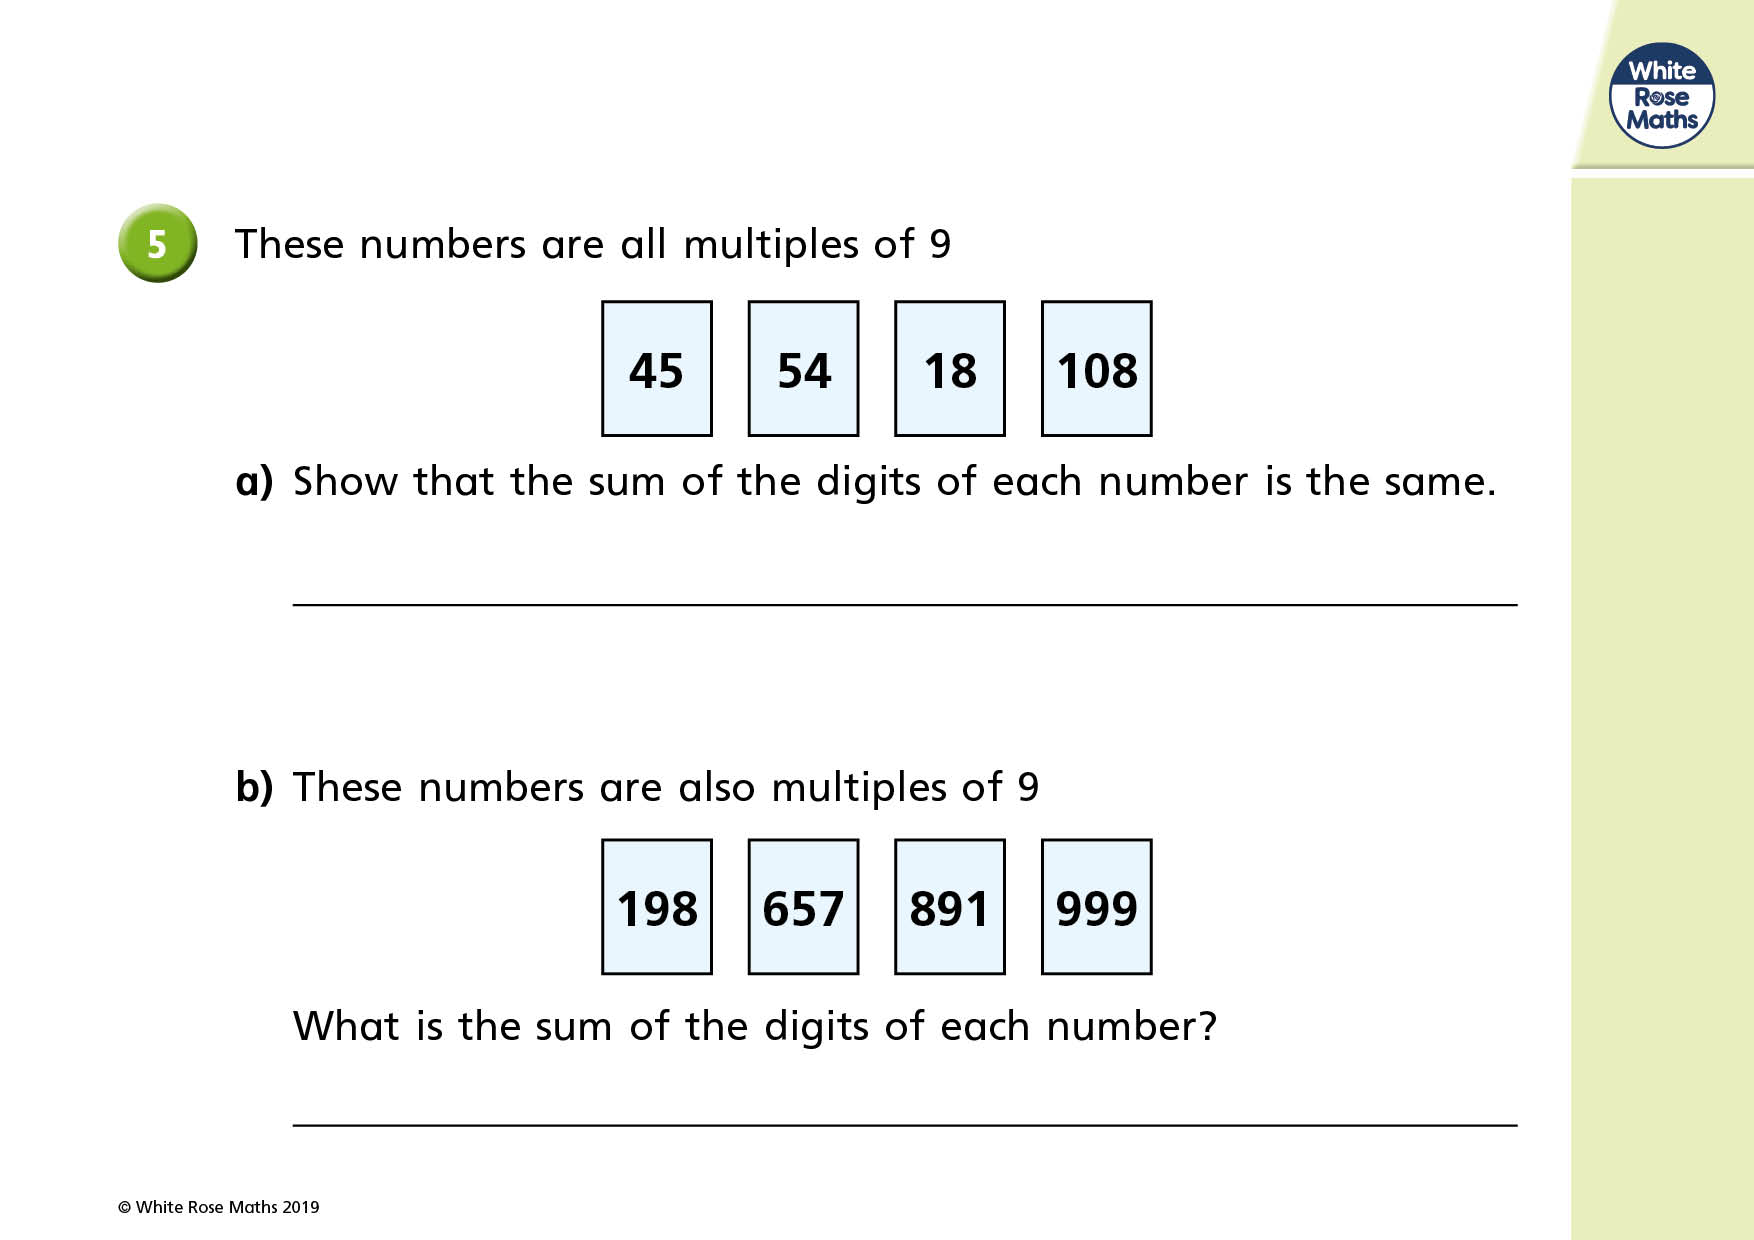 White
Rose
Maths
5 These numbers are all multiples of 9
45 54 18 108
a) Show that the sum of the digits of each number is the same.
b) These numbers are also multiples of 9
198 657 891 999
What is the sum of the digits of each number?
© White Rose Maths 2019